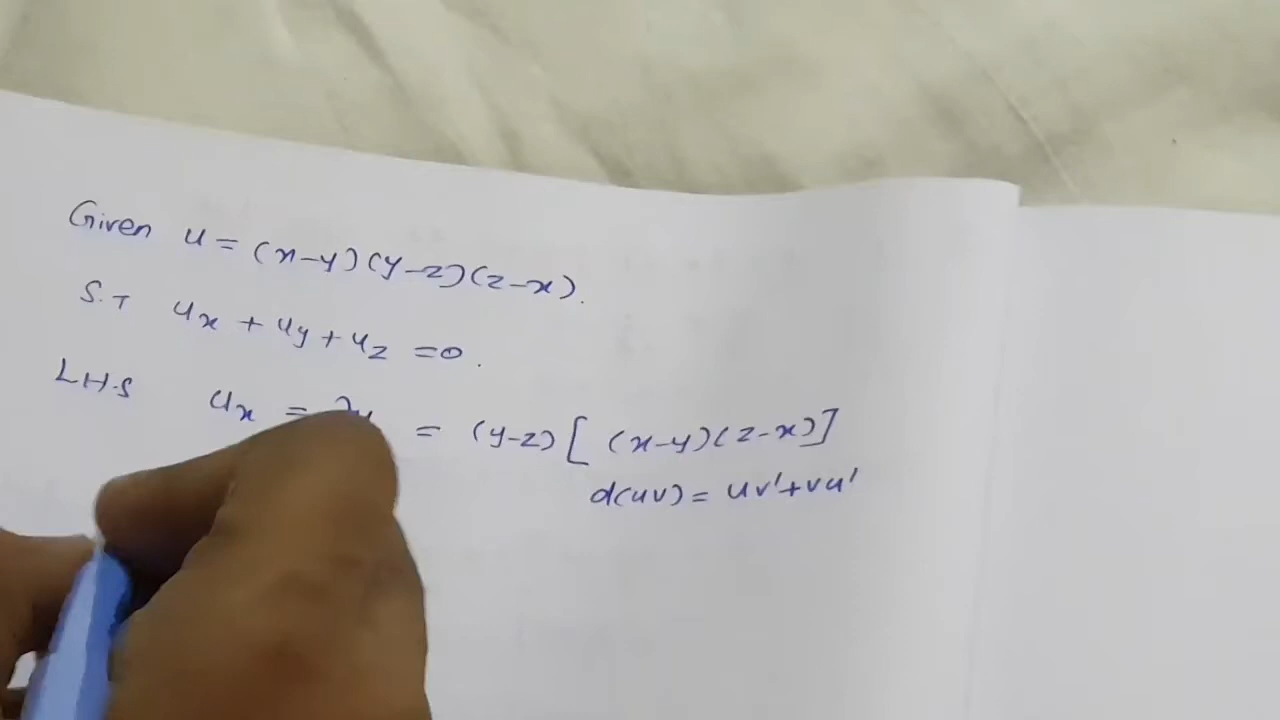 Given u = (x-y)(y-z)(z-x).
S.T ux + uy + uz = 0.
LHS ux = = (y-z)[(x-y)(z-x)]
d(uv) = uv' + vu'